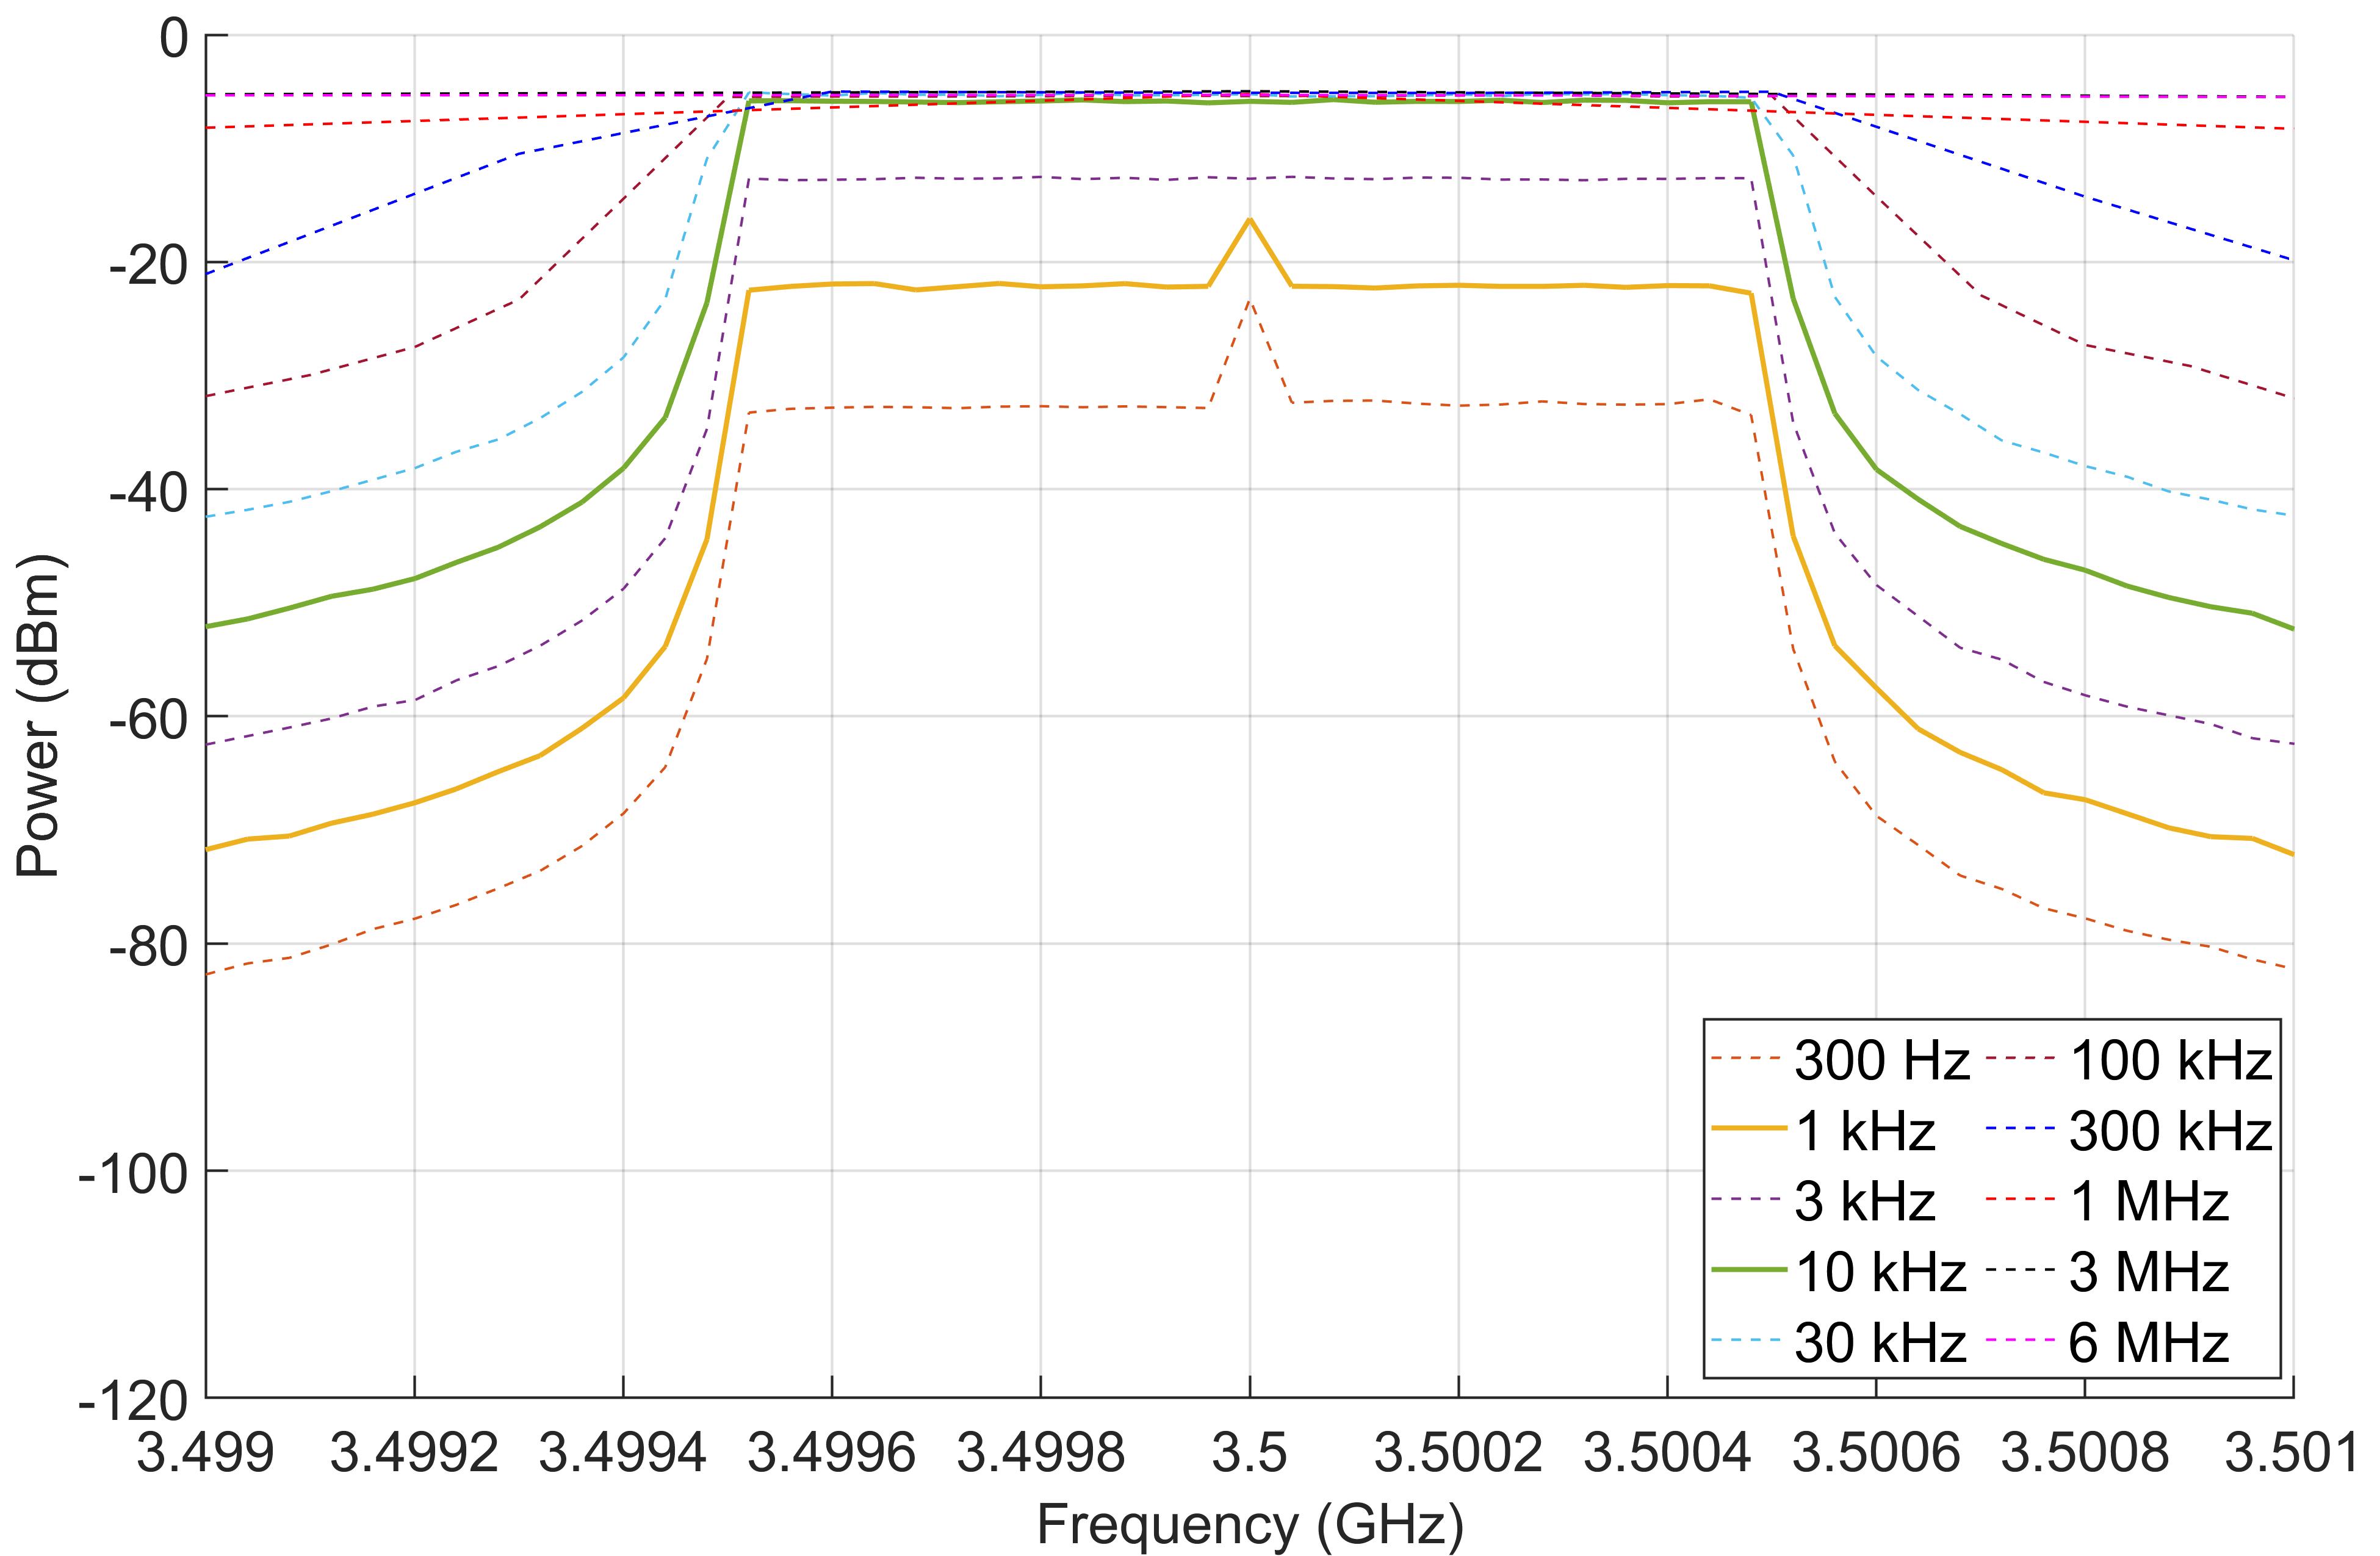 0
-20
-40
-60
-80
-100
-120
Power (dBm)
3.499 3.4992 3.4994 3.4996 3.4998 3.5 3.5002 3.5004 3.5006 3.5008 3.501
Frequency (GHz)
300 Hz 100 kHz
1 kHz 300 kHz
3 kHz 1 MHz
10 kHz 3 MHz
30 kHz 6 MHz